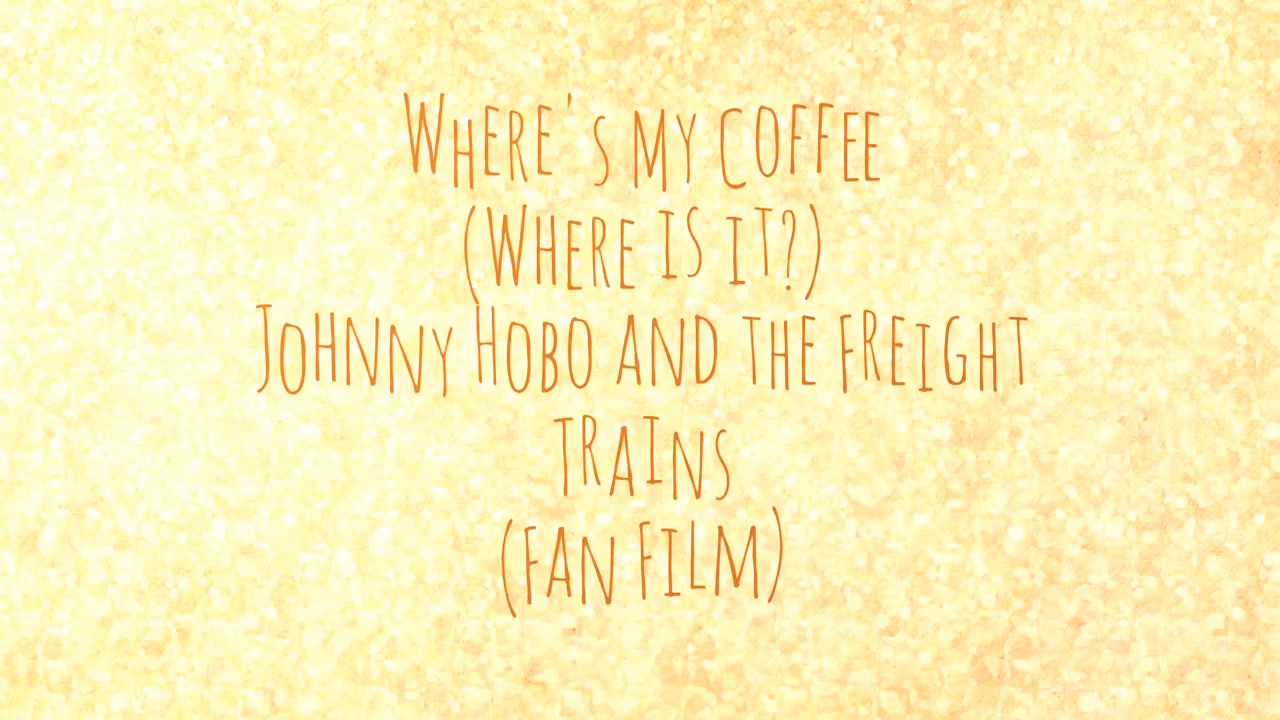 Where's my coffee
(Where is it?)
Johnny Hobo and the freight
trains
(fan film)